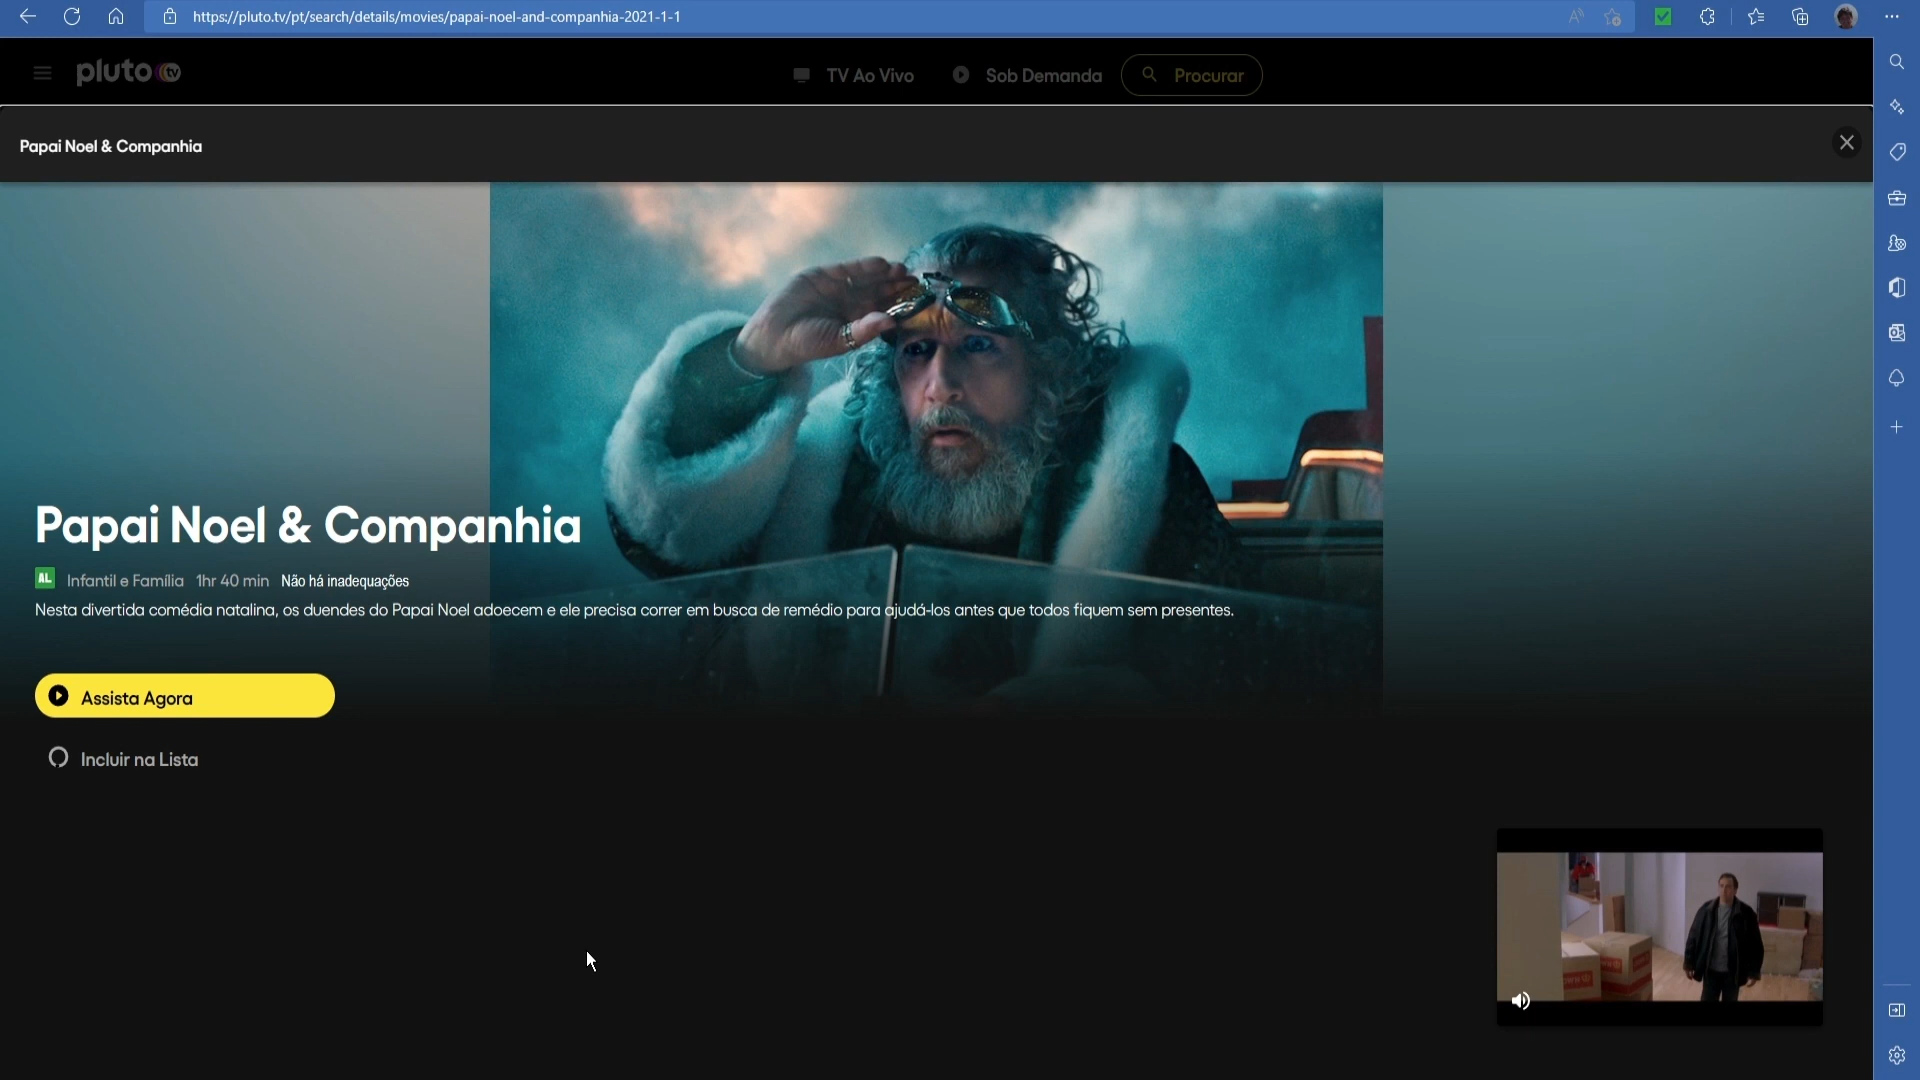 https://pluto.tv/pt/search/details/movies/papai-noel-and-companhia-2021-1-1
pluto tv
TV Ao Vivo
Sob Demanda
Procurar
Papai Noel & Companhia
Papai Noel & Companhia
AL Infantil e Família 1hr 40 min Não há inadequações
Nesta divertida comédia natalina, os duendes do Papai Noel adoecem e ele precisa correr em busca de remédio para ajudá-los antes que todos fiquem sem presentes.
Assista Agora
Incluir na Lista